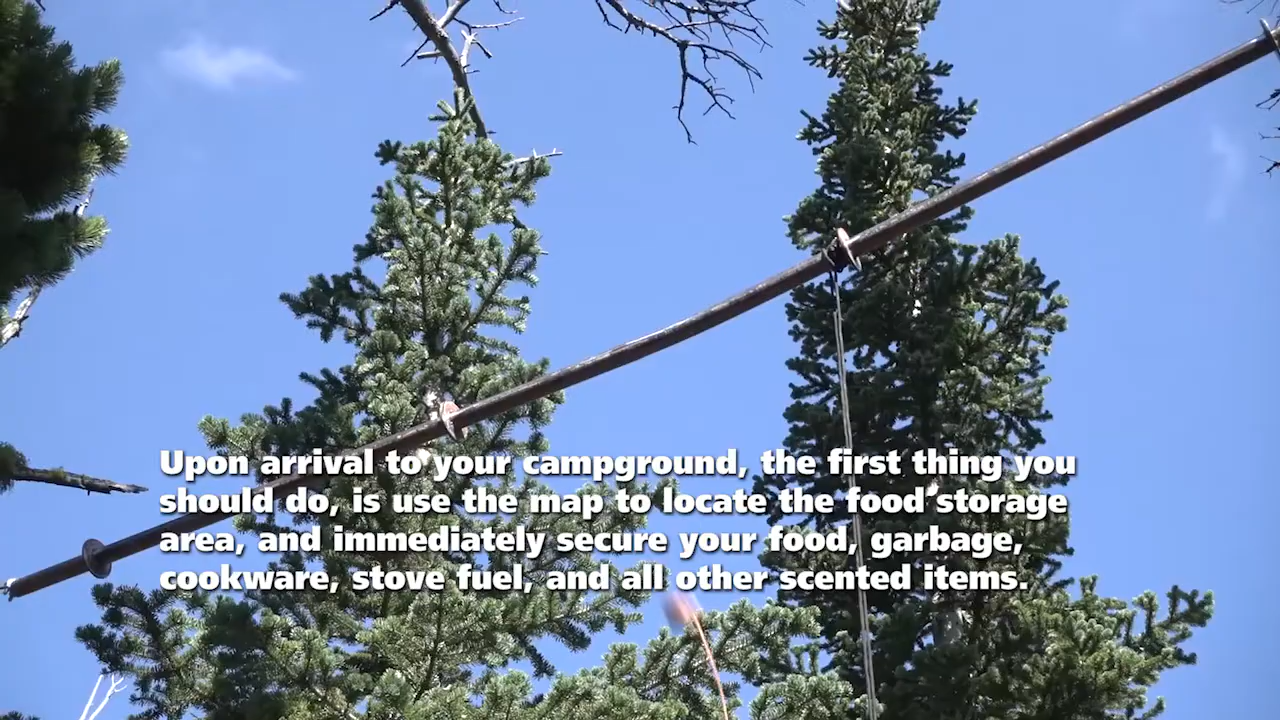 Upon arrival to your campground, the first thing you
should do, is use the map to locate the food storage
area, and immediately secure your food, garbage,
cookware, stove fuel, and all other scented items.